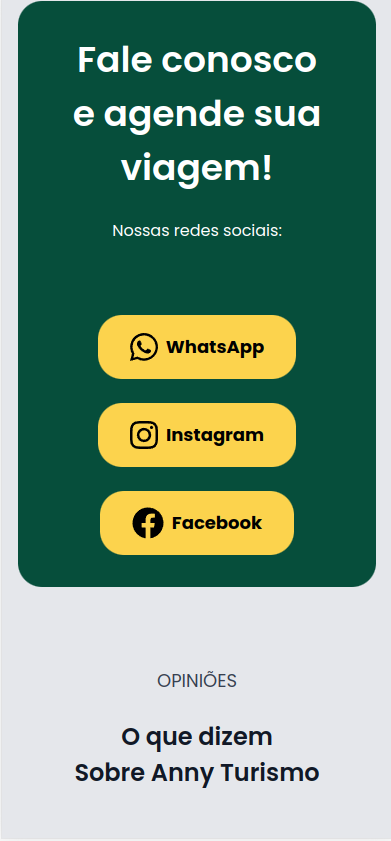 Fale conosco
e agende sua
viagem!
Nossas redes sociais:
WhatsApp
Instagram
Facebook
OPINIÕES
O que dizem
Sobre Anny Turismo